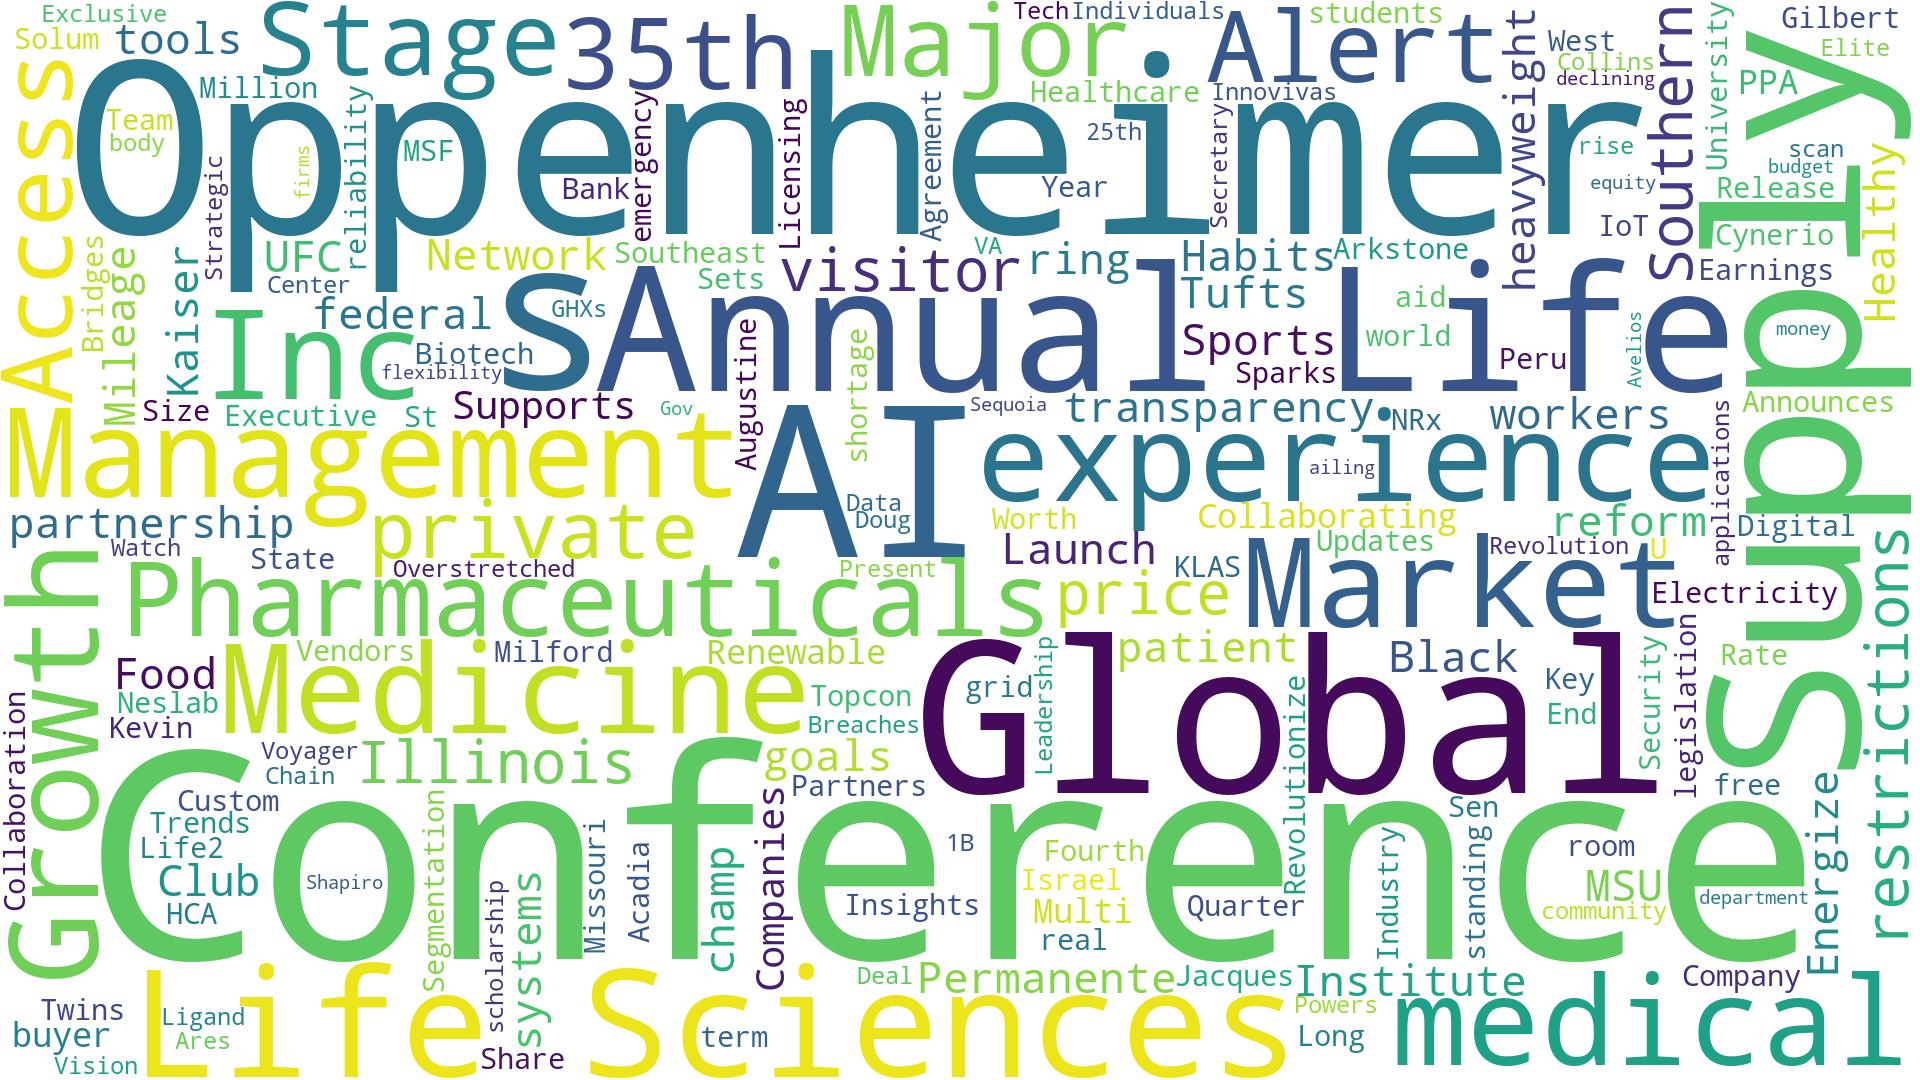 Exclusive
Solum
tools
Stage
35th
Major
Tech
Individuals
Alert
students
West
Collins
declining
Gilbert
Elite
University
PPA
Southern
heavyweight
Access
Million
Team
body
Oppenheimer
Healthcare
Innovivas
25th
Secretary
Licensing
Agreement
emergency
reliability
firms
Strategic
MSF
Bank
Year
rise
equity
IoT
scan
budget
Release
Cynerio
Earnings
Healthy
Supply
Bridges
Mileage
Kaiser
UFC
Center
Network
Southeast
Sets
visitor
VA
ring
Habits
Arkstone
Tufts
federal
GHXs
Inc
Biotech
flexibility
s
Annual
Life
aid
world
Sports
Sparks
Peru
Avelios
money
Size
Executive
St
Supports
Gov
Augustine
shortage
Sequoia
transparency
NRx
workers
Announces
applications
Management
AI
experience
ailing
Data
Doug
partnership
private
Worth
Collaborating
reform
Digital
Watch
State
Overstretched
Present
Launch
Updates
KLAS
Revolution
U
Growth
Pharmaceuticals
price
Market
Electricity
restrictions
Vendors
Milford
Renewable
Leadership
patient
Black
Security
legislation
Rate
Food
Neslab
Kevin
Medicine
Topcon
Breaches
grid
Global
Key
End
Collaboration
Voyager
Chain
Illinois
goals
Partners
Revolutionize
free
Energize
Custom
Trends
Life2
Club
HCA
Conference
Shapiro
Segmentation
scholarship
systems
Missouri
Acadia
champ
Companies
1B
Insights
Fourth
Israel
Multi
real
Quarter
Industry
Sen
standing
room
MSU
community
department
Twins
buyer
Vision
Ligand
Ares
Life Sciences
Share
term
Deal
Permanente
Jacques
Institute
Powers
Long
Company
medical